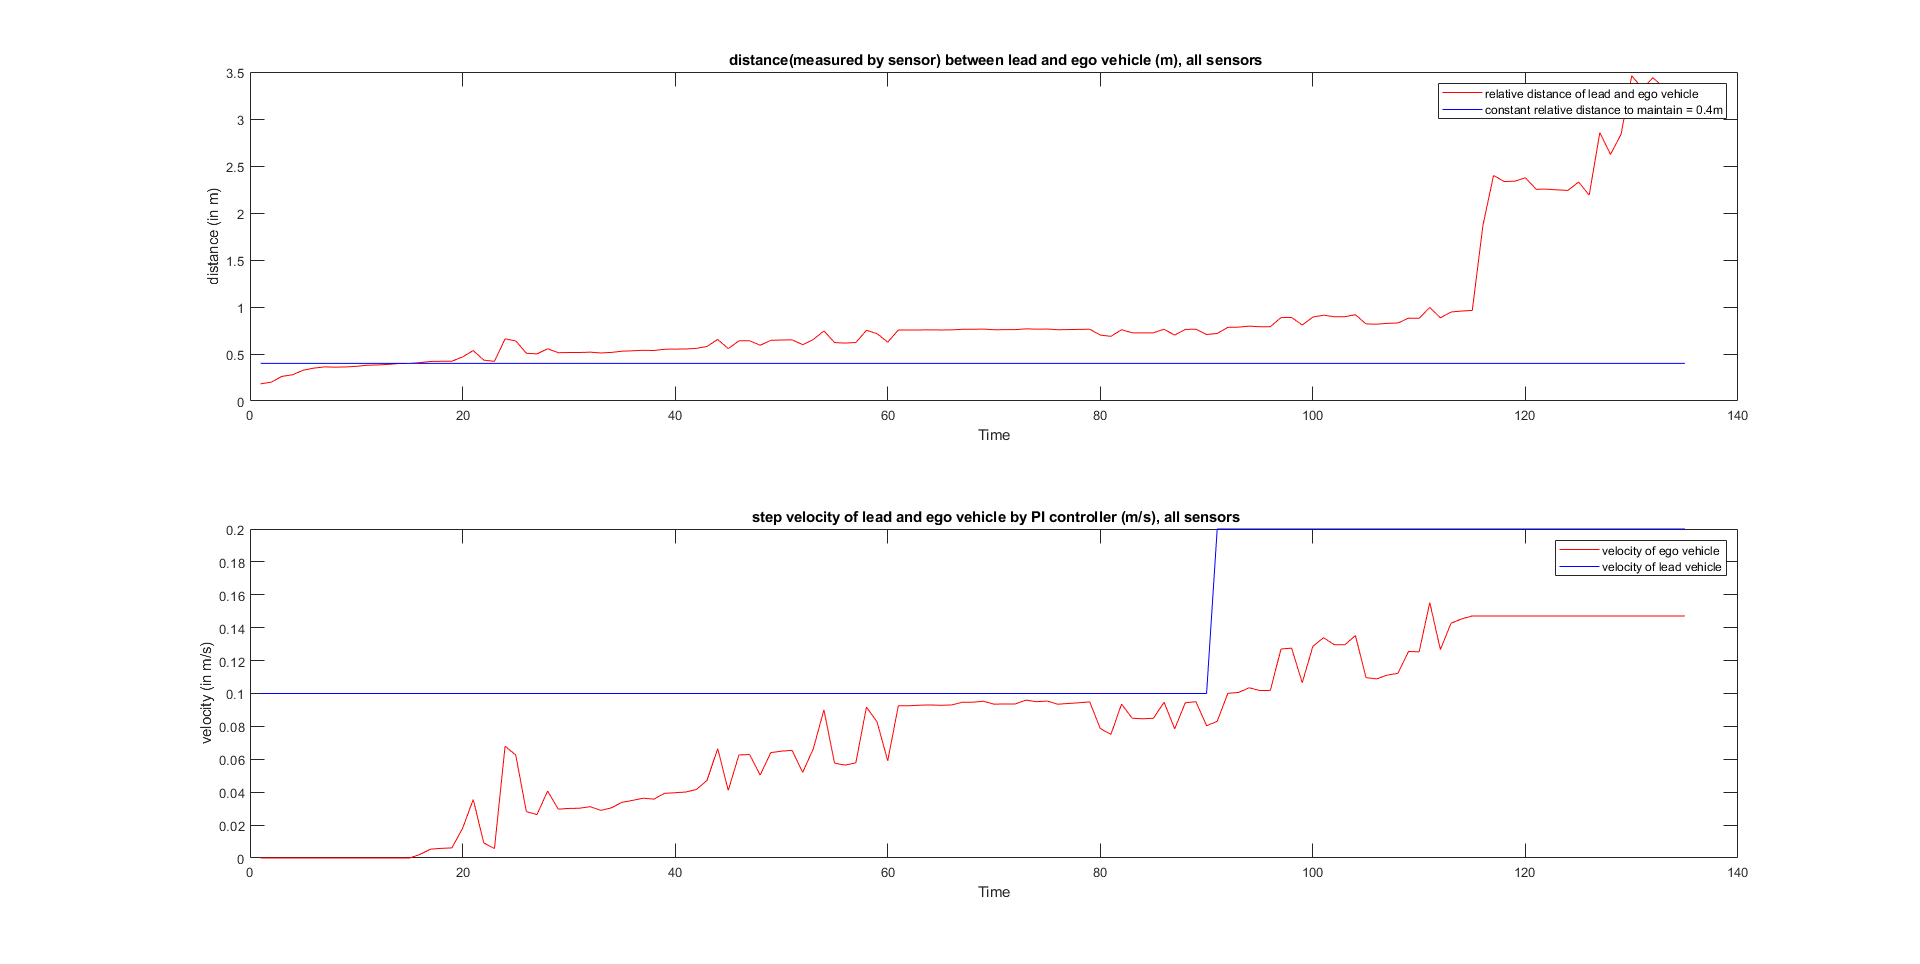 distance(measured by sensor) between lead and ego vehicle (m), all sensors
3.5
3
2.5
2
1.5
1
0.5
0
distance (in m)
relative distance of lead and ego vehicle
constant relative distance to maintain = 0.4m
0 20 40 60 80 100 120 140
Time
step velocity of lead and ego vehicle by PI controller (m/s), all sensors
0.2
0.18
0.16
0.14
0.12
0.1
0.08
0.06
0.04
0.02
0
velocity (in m/s)
velocity of ego vehicle
velocity of lead vehicle
0 20 40 60 80 100 120 140
Time